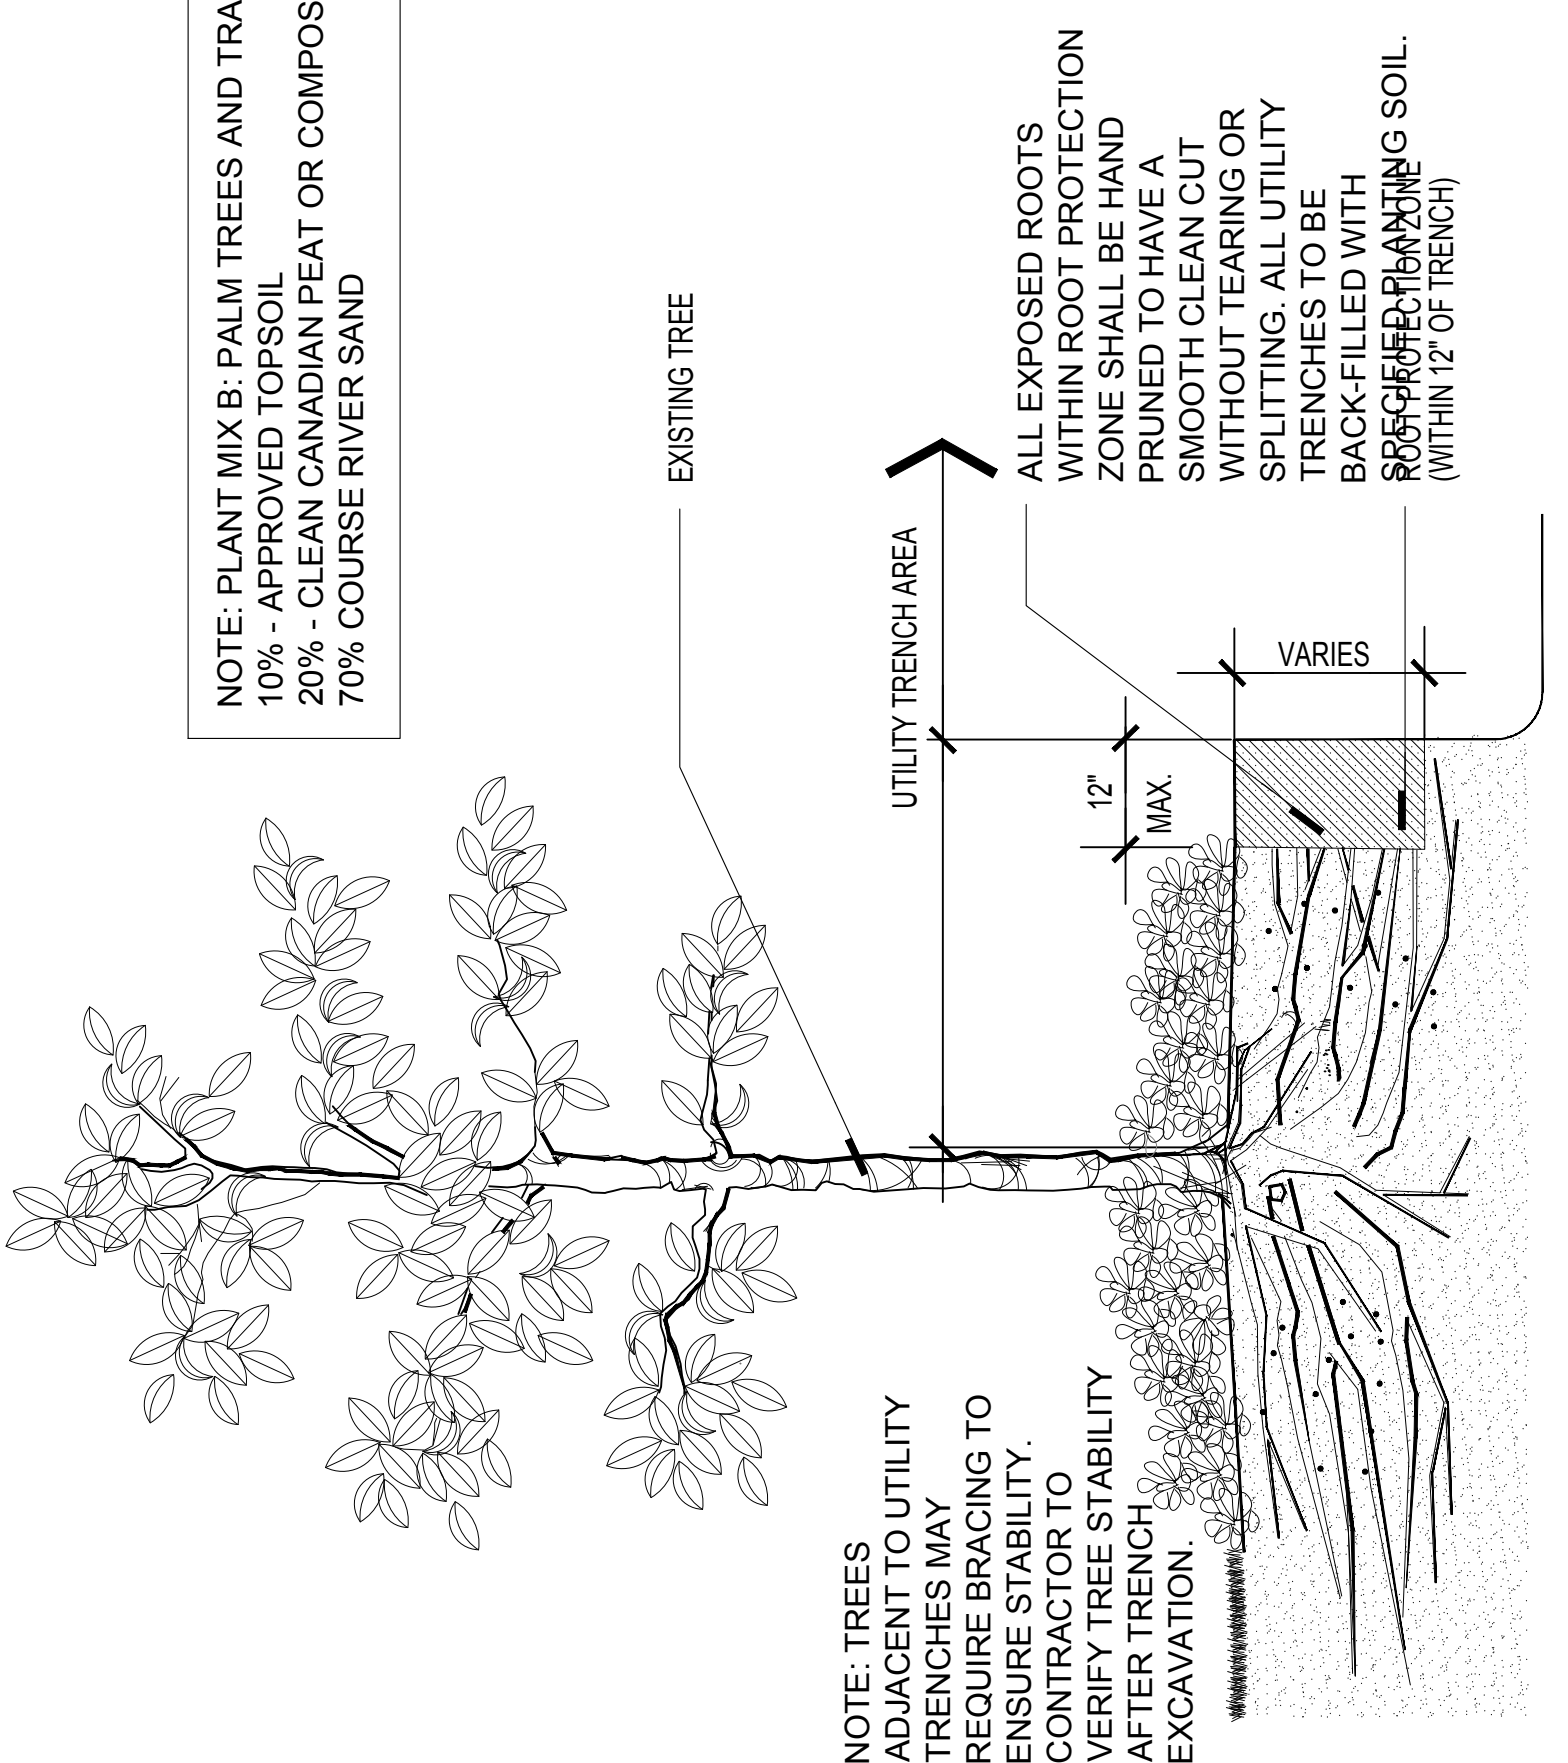 NOTE: PLANT MIX B: PALM TREES AND
10% - APPROVED TOPSOIL
20% - CLEAN CANADIAN PEAT OR
70% COURSE RIVER SAND
EXISTING TREE
UTILITY TRENCH AREA
12"
MAX.
VARIES
ALL EXPOSED ROOTS
WITHIN ROOT PROTECTION
ZONE SHALL BE HAND
PRUNED TO HAVE A
SMOOTH CLEAN CUT
WITHOUT TEARING OR
SPLITTING. ALL UTILITY
TRENCHES TO BE
BACK-FILLED WITH
SPECIFIED PLANTING SOIL.
ROOT PROTECTION ZONE
(WITHIN 12" OF TRENCH)
NOTE: TREES
ADJACENT TO UTILITY
TRENCHES MAY
REQUIRE BRACING TO
ENSURE STABILITY.
CONTRACTOR TO
VERIFY TREE STABILITY
AFTER TRENCH
EXCAVATION.